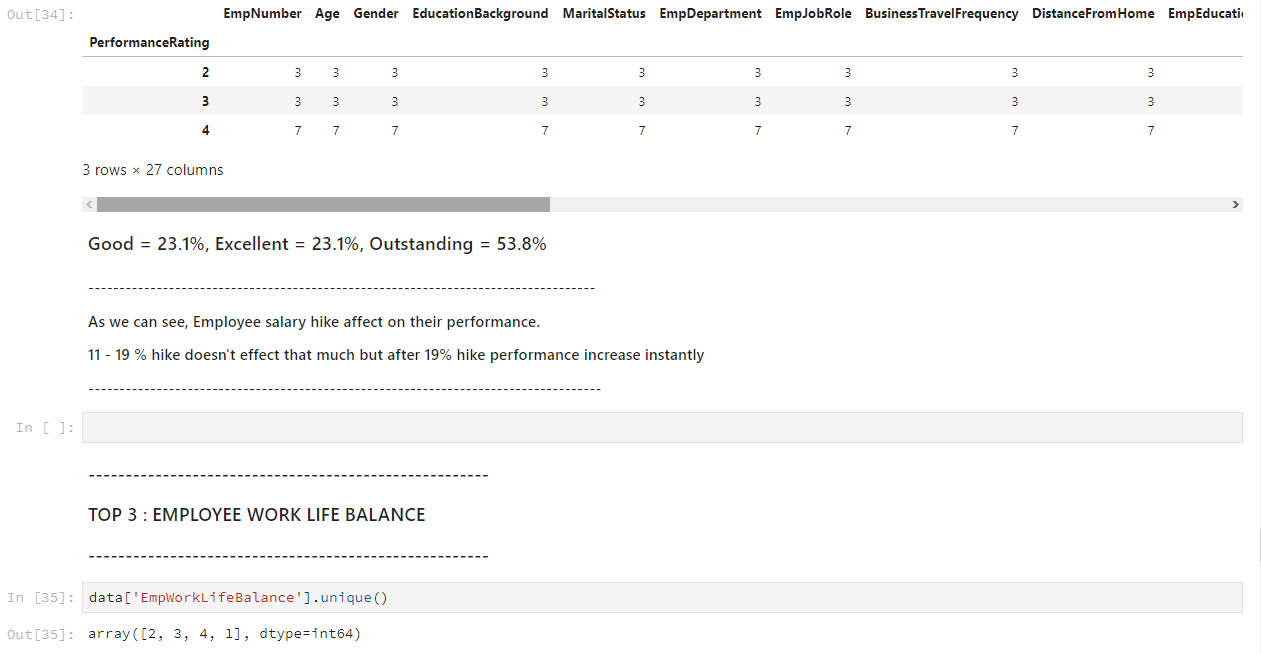 Out[34]:
EmpNumber Age Gender EducationBackground MaritalStatus EmpDepartment EmpJobRole BusinessTravelFrequency DistanceFromHome EmpEducatio
PerformanceRating
2 3 3 3 3 3 3 3 3 3
3 3 3 3 3 3 3 3 3 3
4 7 7 7 7 7 7 7 7 7
3 rows × 27 columns
Good = 23.1%, Excellent = 23.1%, Outstanding = 53.8%
-----------------------------------------------------------------------------------
As we can see, Employee salary hike affect on their performance.
11 - 19 % hike doesn't effect that much but after 19% hike performance increase instantly
------------------------------------------------------------------------------------
In [ ]:
------------------------------------------------------
TOP 3 : EMPLOYEE WORK LIFE BALANCE
------------------------------------------------------
In [35]: data['EmpWorkLifeBalance'].unique()
Out[35]: array([2, 3, 4, 1], dtype=int64)